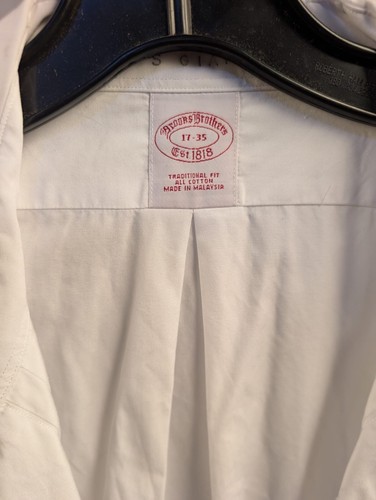 Brooks Brothers
17-35
Est 1818
TRADITIONAL FIT
ALL COTTON
MADE IN MALAYSIA